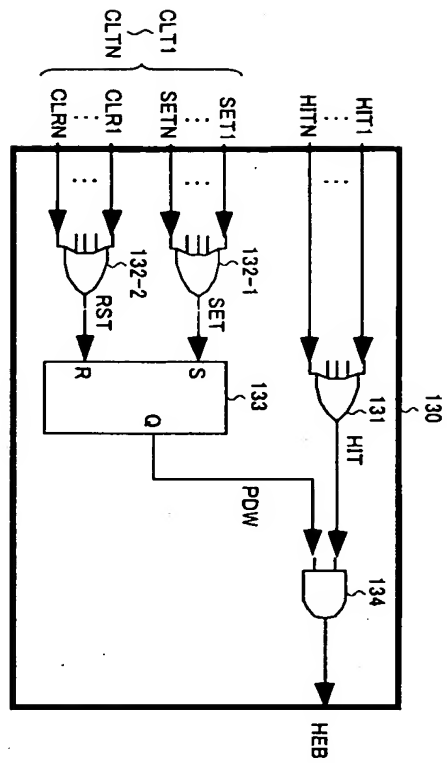 130
HIT1
⋮
HITN
131
HIT
134
HEB
CLT1
~
CLTN
SET1
⋮
SETN
132-1
SET
133
S
R
Q
PDW
CLR1
⋮
CLRN
132-2
RST